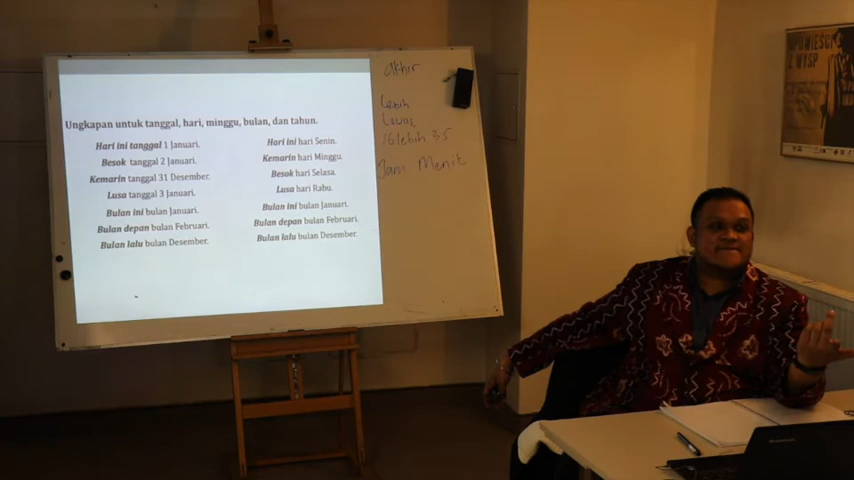 Ungkapan untuk tanggal, hari, minggu, bulan, dan tahun.
Hari ini tanggal 1 Januari.
Besok tanggal 2 Januari.
Kemarin tanggal 31 Desember.
Lusa tanggal 3 Januari.
Bulan ini bulan Januari.
Bulan depan bulan Februari.
Bulan lalu bulan Desember.
Hari ini hari Senin.
Kemarin hari Minggu.
Besok hari Selasa.
Lusa hari Rabu.
Bulan ini bulan Januari.
Bulan depan bulan Februari.
Bulan lalu bulan Desember.
akhir
Lebih
Lewat
16 lebih 35
Jam Menit
OPOWIEŚCI
Z WYSP